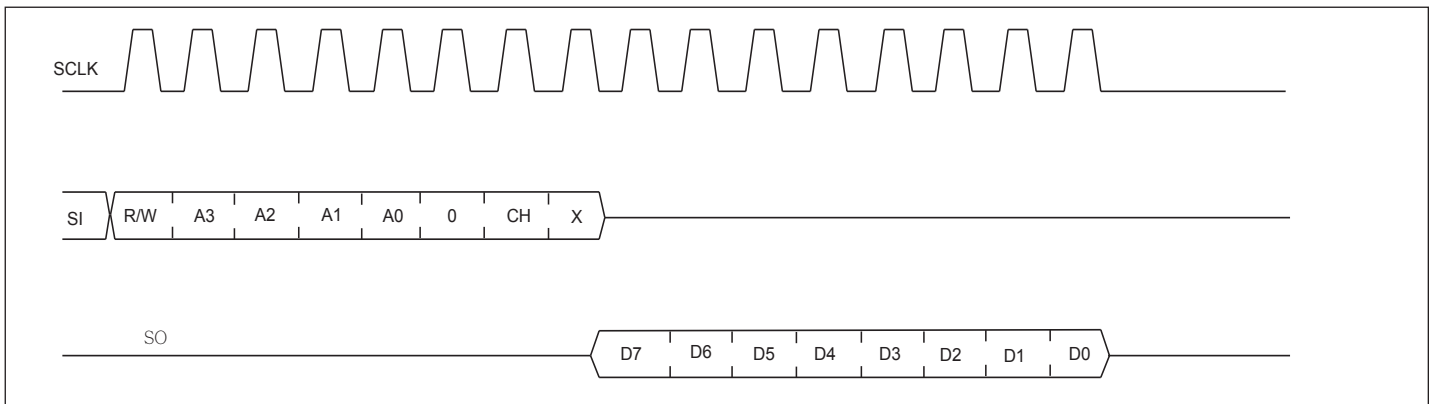 SCLK
SI R/W A3 A2 A1 A0 0 CH X
SO
D7 D6 D5 D4 D3 D2 D1 D0